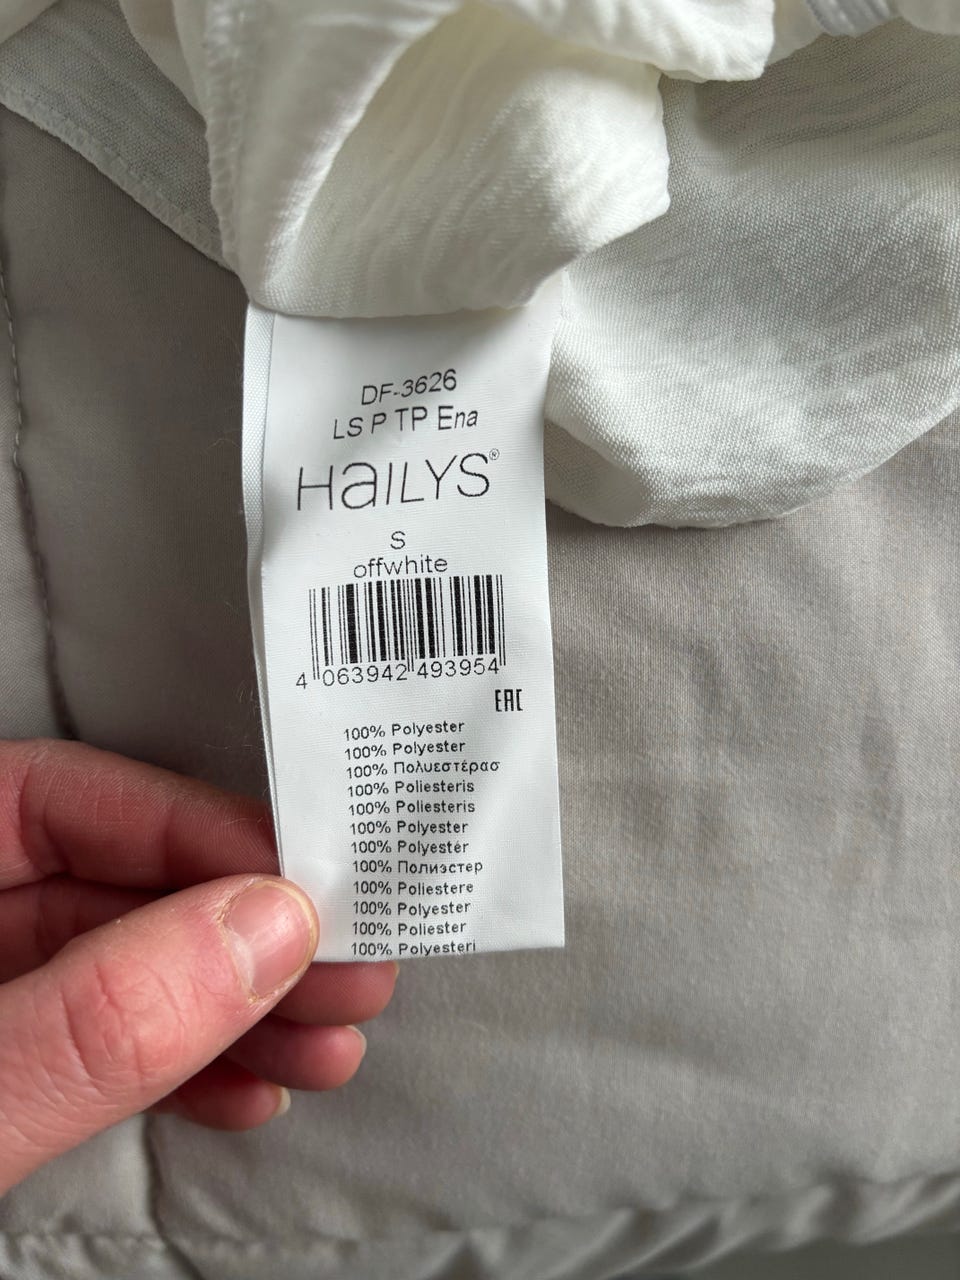 DF-3626
LS P TP Ena
HaiLYS®
S
offwhite
4 063942 493954
EAC
100% Polyester
100% Polyester
100% Πολυεστέρασ
100% Poliesteris
100% Poliesteris
100% Polyester
100% Polyestér
100% Полиэстер
100% Poliestere
100% Polyester
100% Poliester
100% Polyesteri